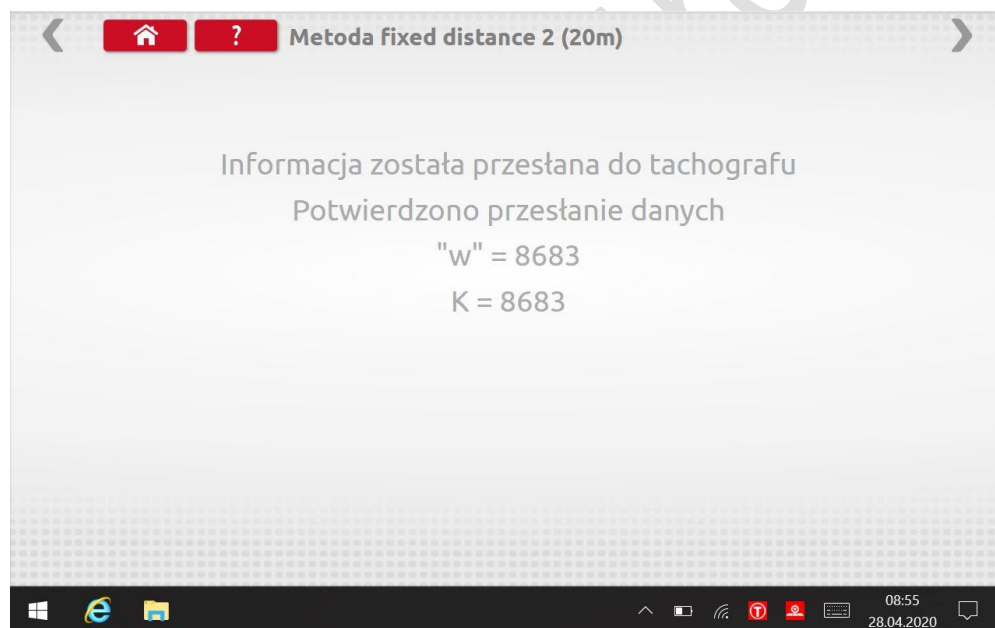 ? Metoda fixed distance 2 (20m)
Informacja została przesłana do tachografu
Potwierdzono przesłanie danych
"w" = 8683
K = 8683
08:55
28.04.2020